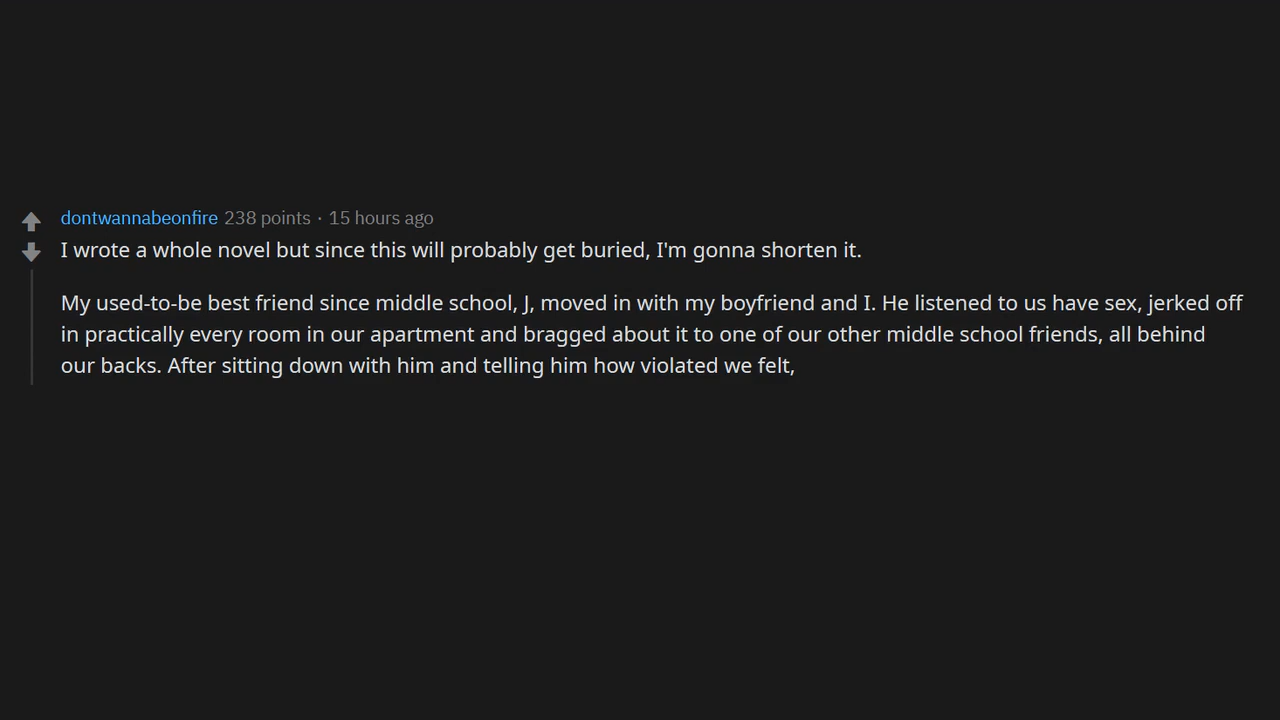 dontwannabeonfire 238 points · 15 hours ago
I wrote a whole novel but since this will probably get buried, I'm gonna shorten it.
My used-to-be best friend since middle school, J, moved in with my boyfriend and I. He listened to us have sex, jerked off
in practically every room in our apartment and bragged about it to one of our other middle school friends, all behind
our backs. After sitting down with him and telling him how violated we felt,